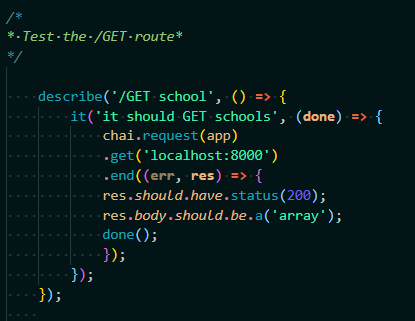 /*
* Test the /GET route*
*/
describe('/GET school', () => {
it('it should GET schools', (done) => {
chai.request(app)
.get('localhost:8000')
.end((err, res) => {
res.should.have.status(200);
res.body.should.be.a('array');
done();
});
});
});